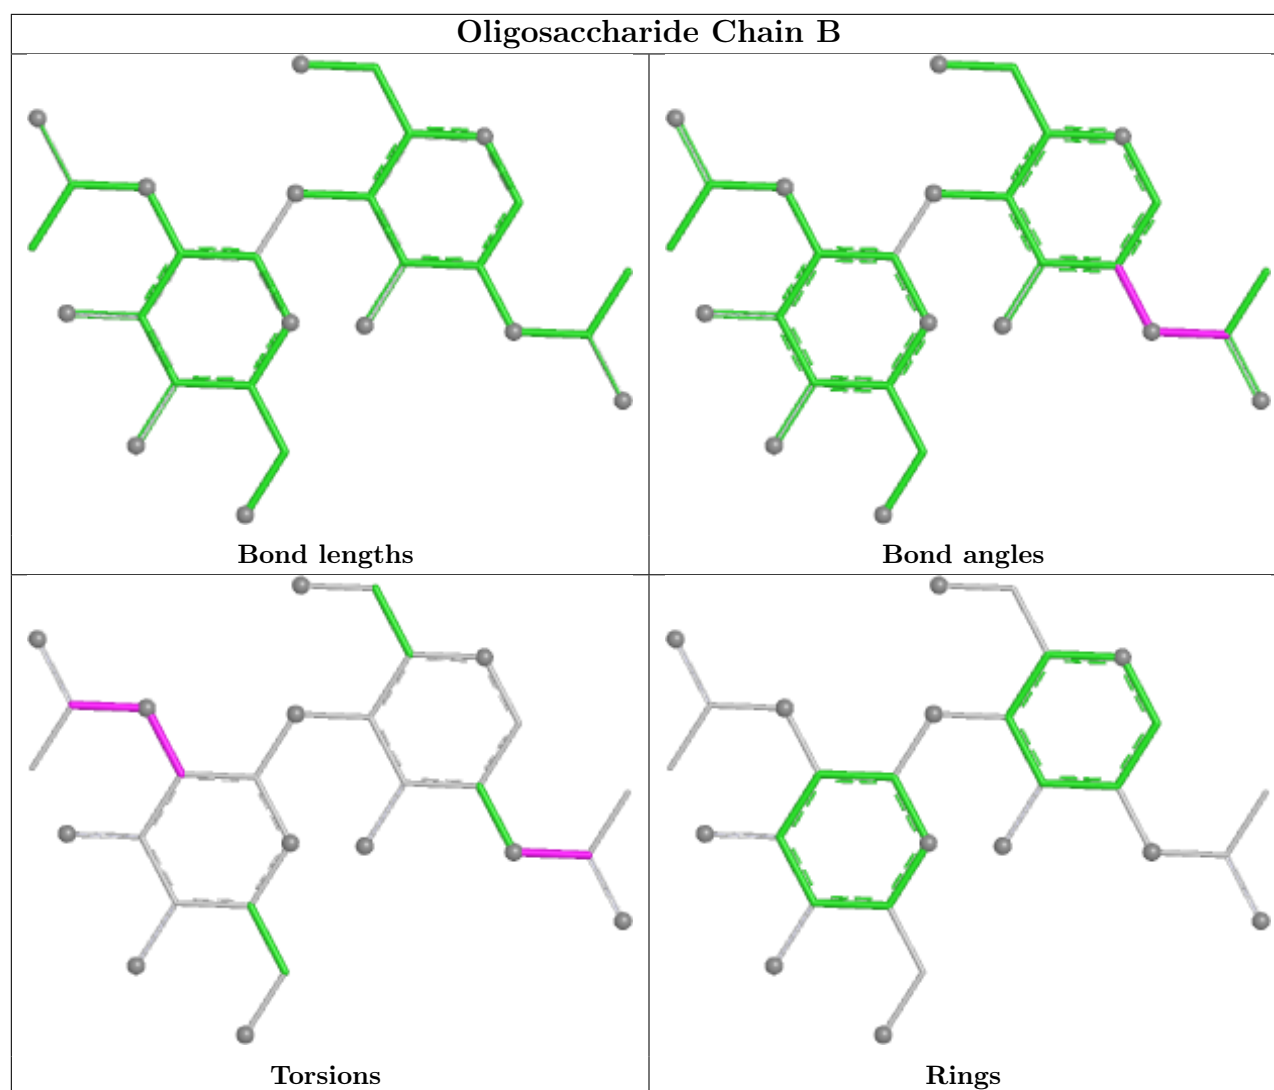 Oligosaccharide Chain B
Bond lengths
Bond angles
Torsions
Rings